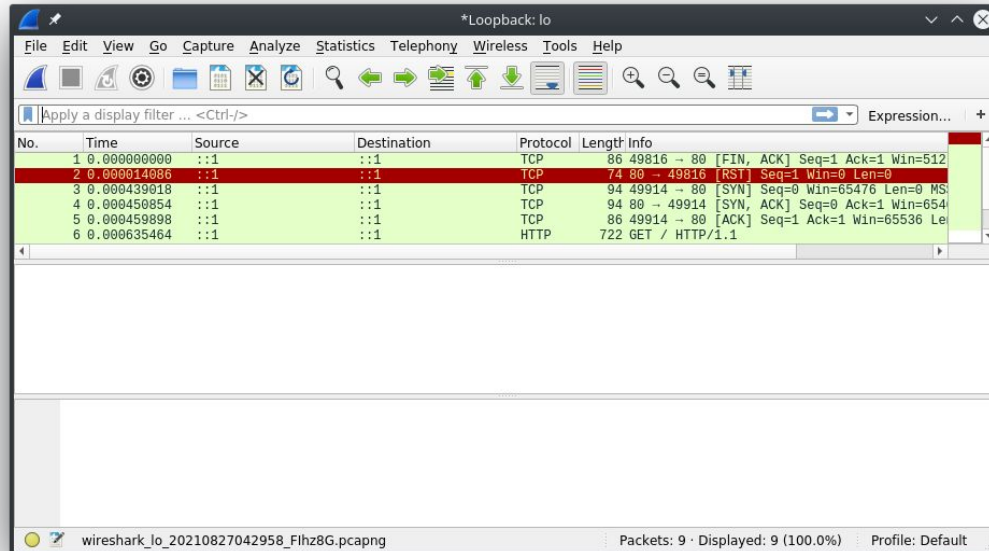 *Loopback: lo
File Edit View Go Capture Analyze Statistics Telephony Wireless Tools Help
Apply a display filter ... <Ctrl-/> Expression... +
No. Time Source Destination Protocol Length Info
1 0.000000000 ::1 ::1 TCP 86 49816 → 80 [FIN, ACK] Seq=1 Ack=1 Win=512
2 0.000014086 ::1 ::1 TCP 74 80 → 49816 [RST] Seq=1 Win=0 Len=0
3 0.000439018 ::1 ::1 TCP 94 49914 → 80 [SYN] Seq=0 Win=65476 Len=0 MS
4 0.000450854 ::1 ::1 TCP 94 80 → 49914 [SYN, ACK] Seq=0 Ack=1 Win=654
5 0.000459898 ::1 ::1 TCP 86 49914 → 80 [ACK] Seq=1 Ack=1 Win=65536 Le
6 0.000635464 ::1 ::1 HTTP 722 GET / HTTP/1.1
wireshark_lo_20210827042958_FIhz8G.pcapng Packets: 9 · Displayed: 9 (100.0%) Profile: Default